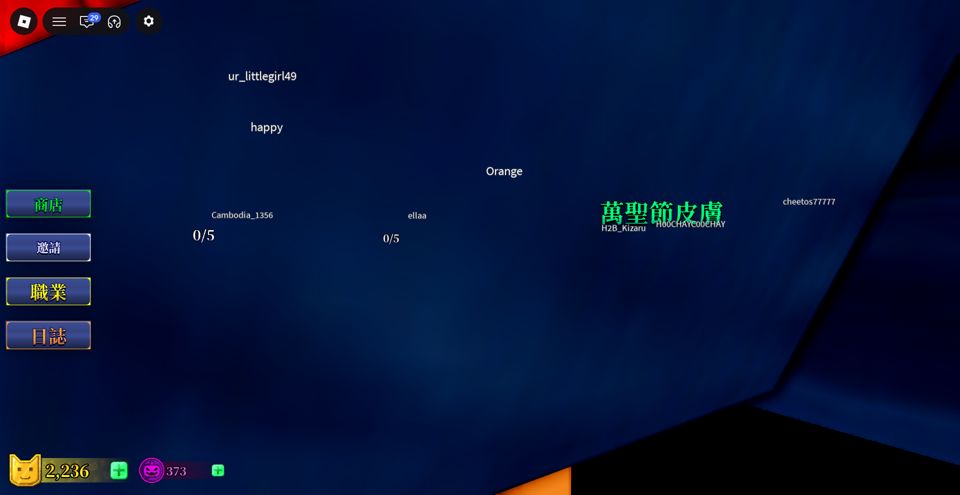 29
ur_littlegirl49
happy
Orange
商店
Cambodia_1356
ellaa
萬聖節皮膚
cheetos77777
H2B_Kizaru
0/5
0/5
邀請
職業
日誌
2,236
373